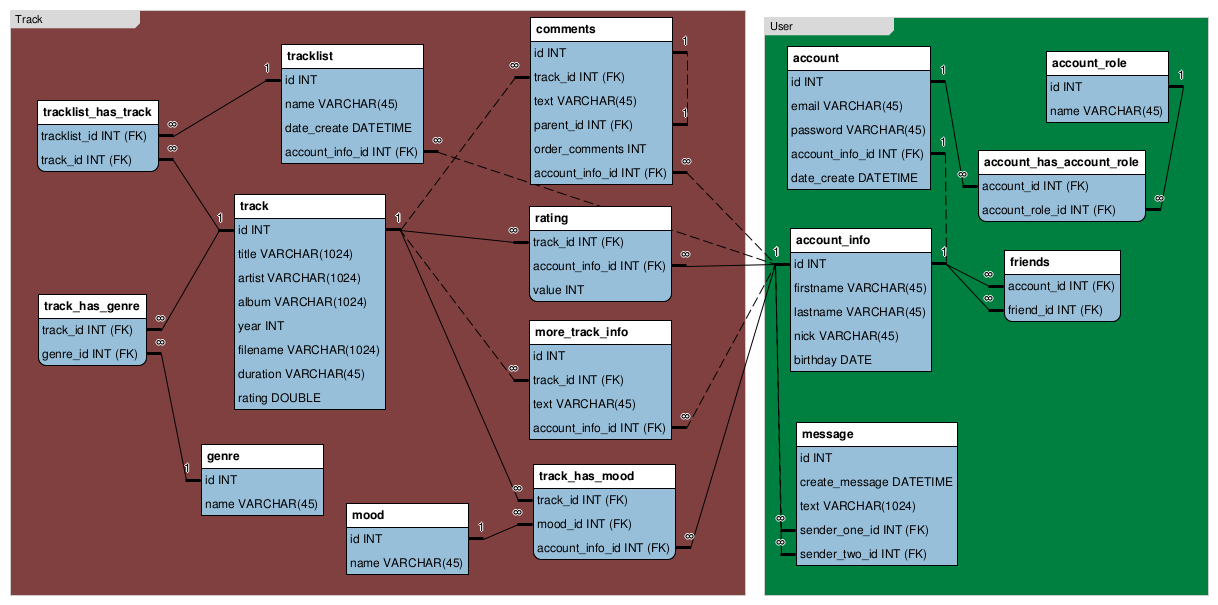 Track
tracklist_has_track
tracklist_id INT (FK)
track_id INT (FK)
tracklist
id INT
name VARCHAR(45)
date_create DATETIME
account_info_id INT (FK)
comments
id INT
track_id INT (FK)
text VARCHAR(45)
parent_id INT (FK)
order_comments INT
account_info_id INT (FK)
track
id INT
title VARCHAR(1024)
artist VARCHAR(1024)
album VARCHAR(1024)
year INT
filename VARCHAR(1024)
duration VARCHAR(45)
rating DOUBLE
rating
track_id INT (FK)
account_info_id INT (FK)
value INT
track_has_genre
track_id INT (FK)
genre_id INT (FK)
more_track_info
id INT
track_id INT (FK)
text VARCHAR(45)
account_info_id INT (FK)
genre
id INT
name VARCHAR(45)
mood
id INT
name VARCHAR(45)
track_has_mood
track_id INT (FK)
mood_id INT (FK)
account_info_id INT (FK)
1
∞
∞
∞
∞
1
1
∞
1
1
∞
∞
∞
∞
∞
1
∞
∞
∞
∞
1
∞
User
account
id INT
email VARCHAR(45)
password VARCHAR(45)
account_info_id INT (FK)
date_create DATETIME
account_role
id INT
name VARCHAR(45)
account_has_account_role
account_id INT (FK)
account_role_id INT (FK)
account_info
id INT
firstname VARCHAR(45)
lastname VARCHAR(45)
nick VARCHAR(45)
birthday DATE
friends
account_id INT (FK)
friend_id INT (FK)
message
id INT
create_message DATETIME
text VARCHAR(1024)
sender_one_id INT (FK)
sender_two_id INT (FK)
1
1
1
∞
∞
1
1
∞
∞
∞
∞